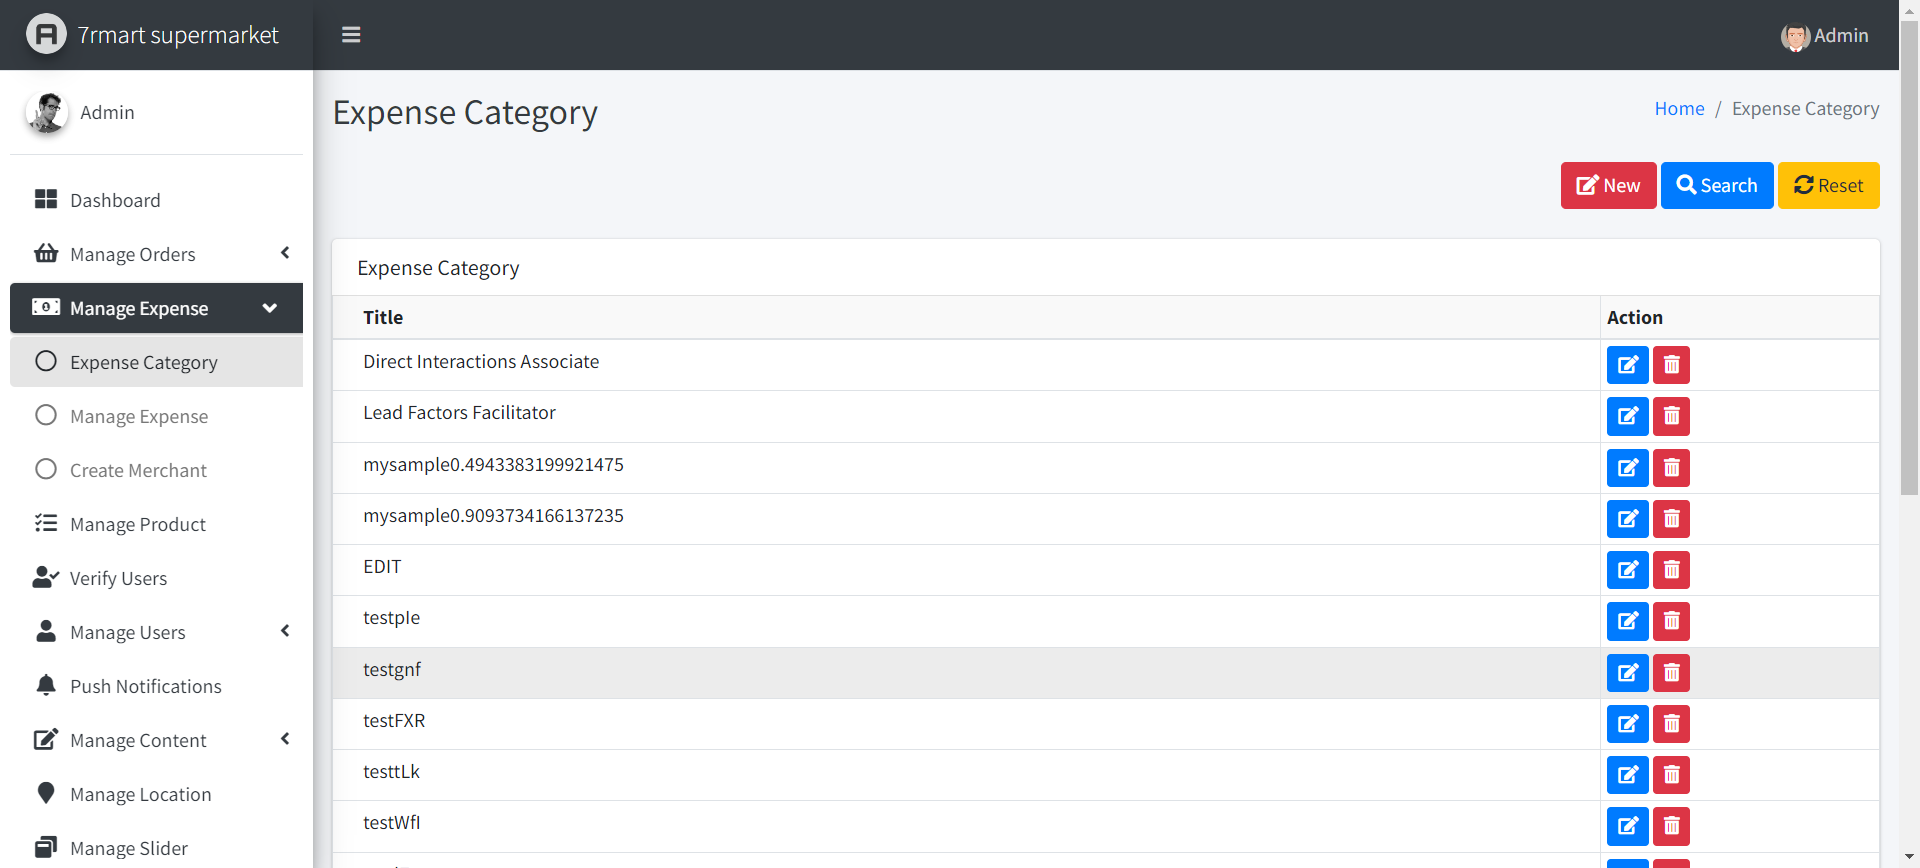 7rmart supermarket
Admin
Admin
Expense Category
Home / Expense Category
New Search Reset
Dashboard
Manage Orders
Manage Expense
Expense Category
Manage Expense
Create Merchant
Manage Product
Verify Users
Manage Users
Push Notifications
Manage Content
Manage Location
Manage Slider
Expense Category
Title Action
Direct Interactions Associate
Lead Factors Facilitator
mysample0.4943383199921475
mysample0.9093734166137235
EDIT
testgnf
testFXR
testtLk